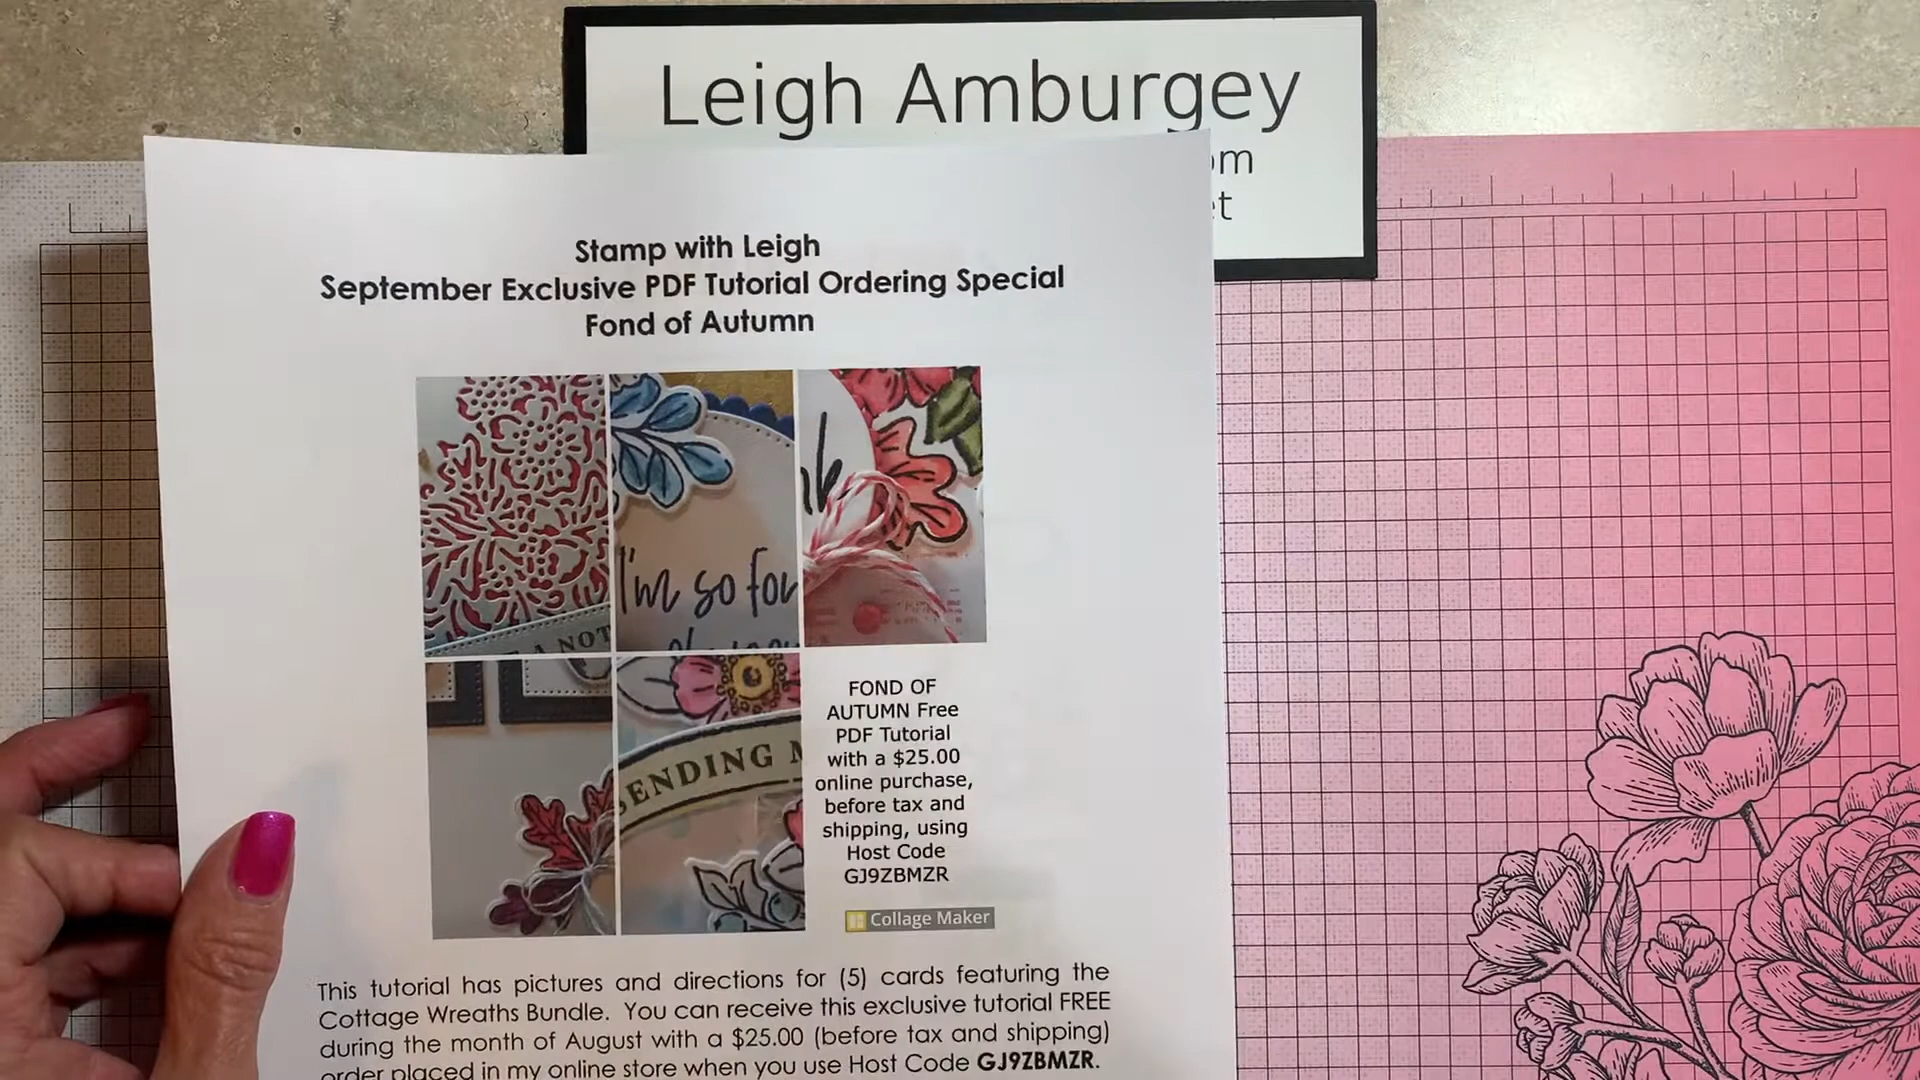 Leigh Amburgey
om
et
Stamp with Leigh
September Exclusive PDF Tutorial Ordering Special
Fond of Autumn
I'm so fon
A NOT
SENDING M
FOND OF
AUTUMN Free
PDF Tutorial
with a $25.00
online purchase,
before tax and
shipping, using
Host Code
GJ9ZBMZR
Collage Maker
This tutorial has pictures and directions for (5) cards featuring the
Cottage Wreaths Bundle. You can receive this exclusive tutorial FREE
during the month of August with a $25.00 (before tax and shipping)
order placed in my online store when you use Host Code GJ9ZBMZR.